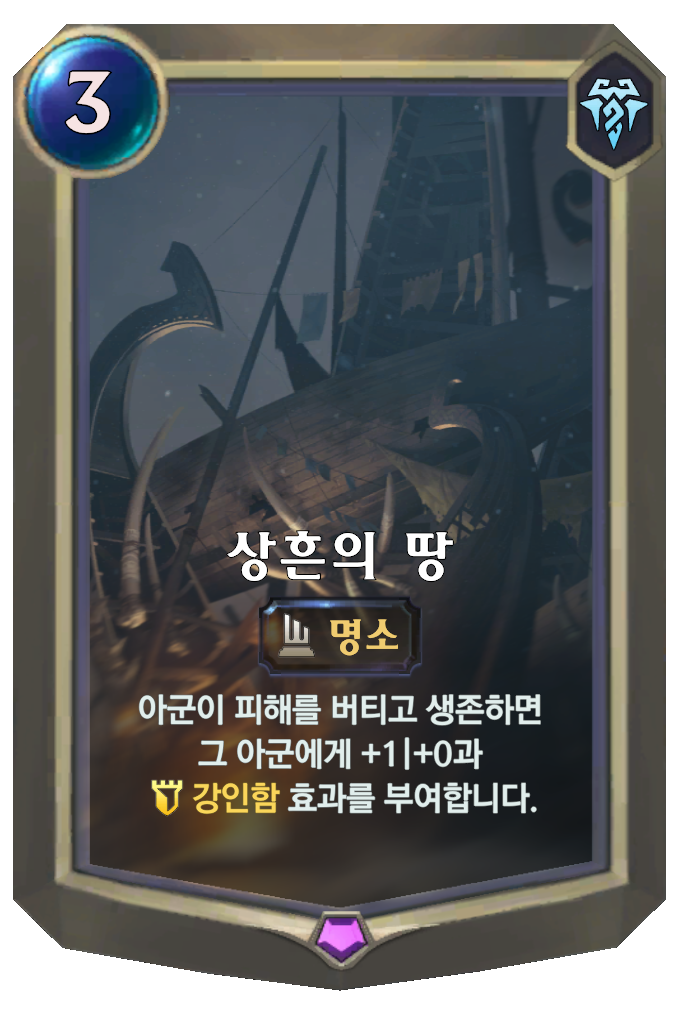 3
상흔의 땅
명소
아군이 피해를 버티고 생존하면
그 아군에게 +1|+0과
강인함 효과를 부여합니다.